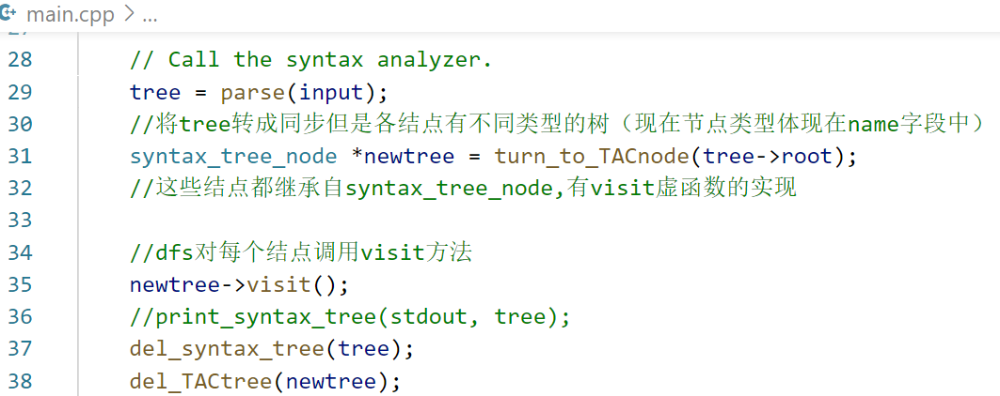 main.cpp > ...
28 // Call the syntax analyzer.
29 tree = parse(input);
30 //将tree转成同步但是各结点有不同类型的树（现在节点类型体现在name字段中）
31 syntax_tree_node *newtree = turn_to_TACnode(tree->root);
32 //这些结点都继承自syntax_tree_node,有visit虚函数的实现
33
34 //dfs对每个结点调用visit方法
35 newtree->visit();
36 //print_syntax_tree(stdout, tree);
37 del_syntax_tree(tree);
38 del_TACtree(newtree);